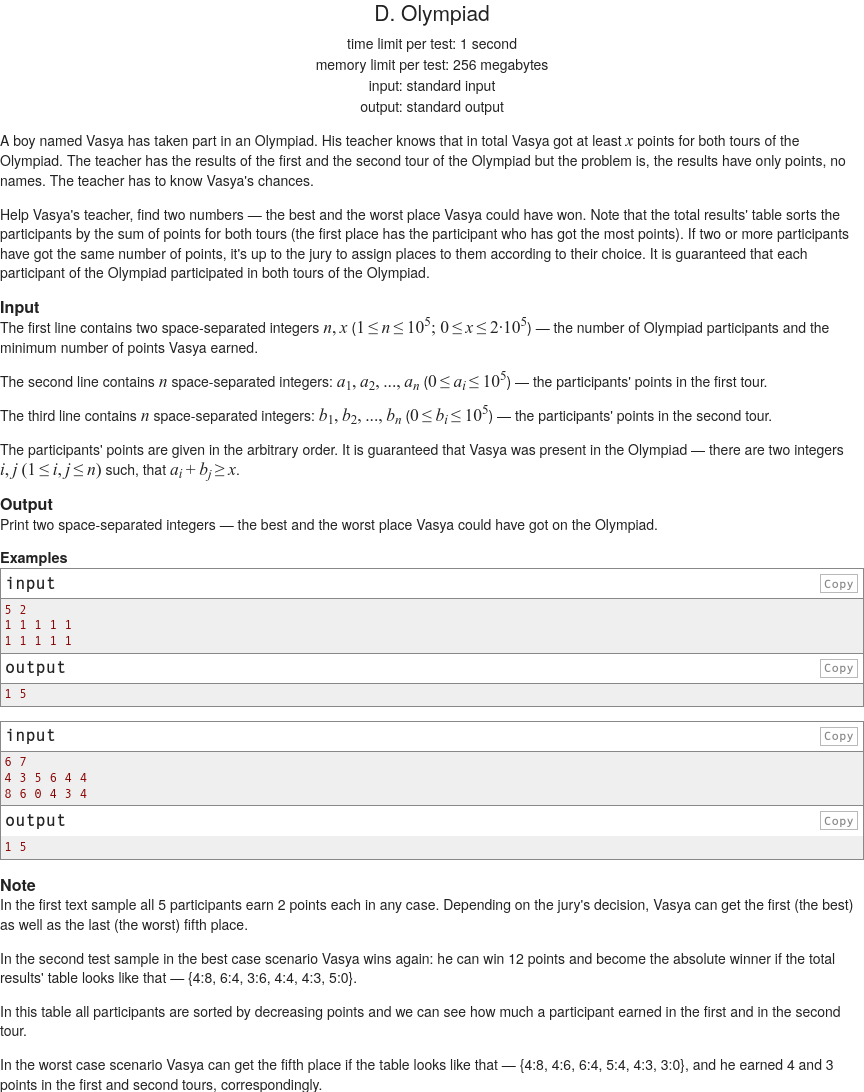 D. Olympiad
time limit per test: 1 second
memory limit per test: 256 megabytes
input: standard input
output: standard output
A boy named Vasya has taken part in an Olympiad. His teacher knows that in total Vasya got at least x points for both tours of the
Olympiad. The teacher has the results of the first and the second tour of the Olympiad but the problem is, the results have only points, no
names. The teacher has to know Vasya's chances.
Help Vasya's teacher, find two numbers — the best and the worst place Vasya could have won. Note that the total results' table sorts the
participants by the sum of points for both tours (the first place has the participant who has got the most points). If two or more participants
have got the same number of points, it's up to the jury to assign places to them according to their choice. It is guaranteed that each
participant of the Olympiad participated in both tours of the Olympiad.
Input
The first line contains two space-separated integers n, x (1 ≤ n ≤ 10^5; 0 ≤ x ≤ 2·10^5) — the number of Olympiad participants and the
minimum number of points Vasya earned.
The second line contains n space-separated integers: a_1, a_2, ..., a_n (0 ≤ a_i ≤ 10^5) — the participants' points in the first tour.
The third line contains n space-separated integers: b_1, b_2, ..., b_n (0 ≤ b_i ≤ 10^5) — the participants' points in the second tour.
The participants' points are given in the arbitrary order. It is guaranteed that Vasya was present in the Olympiad — there are two integers
i, j (1 ≤ i, j ≤ n) such, that a_i + b_j ≥ x.
Output
Print two space-separated integers — the best and the worst place Vasya could have got on the Olympiad.
Examples
input Copy
5 2
1 1 1 1 1
1 1 1 1 1
output Copy
1 5
input Copy
6 7
4 3 5 6 4 4
8 6 0 4 3 4
output Copy
1 5
Note
In the first text sample all 5 participants earn 2 points each in any case. Depending on the jury's decision, Vasya can get the first (the best)
as well as the last (the worst) fifth place.
In the second test sample in the best case scenario Vasya wins again: he can win 12 points and become the absolute winner if the total
results' table looks like that — {4:8, 6:4, 3:6, 4:4, 4:3, 5:0}.
In this table all participants are sorted by decreasing points and we can see how much a participant earned in the first and in the second
tour.
In the worst case scenario Vasya can get the fifth place if the table looks like that — {4:8, 4:6, 6:4, 5:4, 4:3, 3:0}, and he earned 4 and 3
points in the first and second tours, correspondingly.